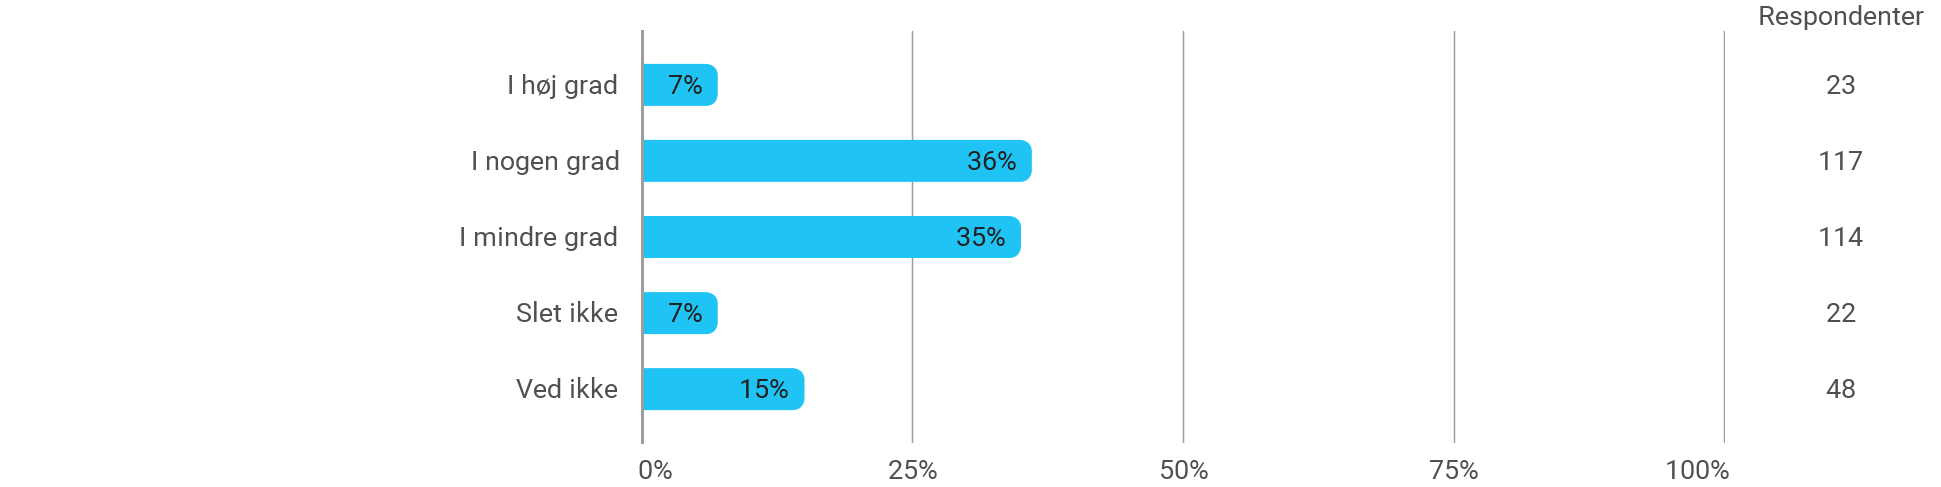 Respondenter
I høj grad 7% 23
I nogen grad 36% 117
I mindre grad 35% 114
Slet ikke 7% 22
Ved ikke 15% 48
0% 25% 50% 75% 100%